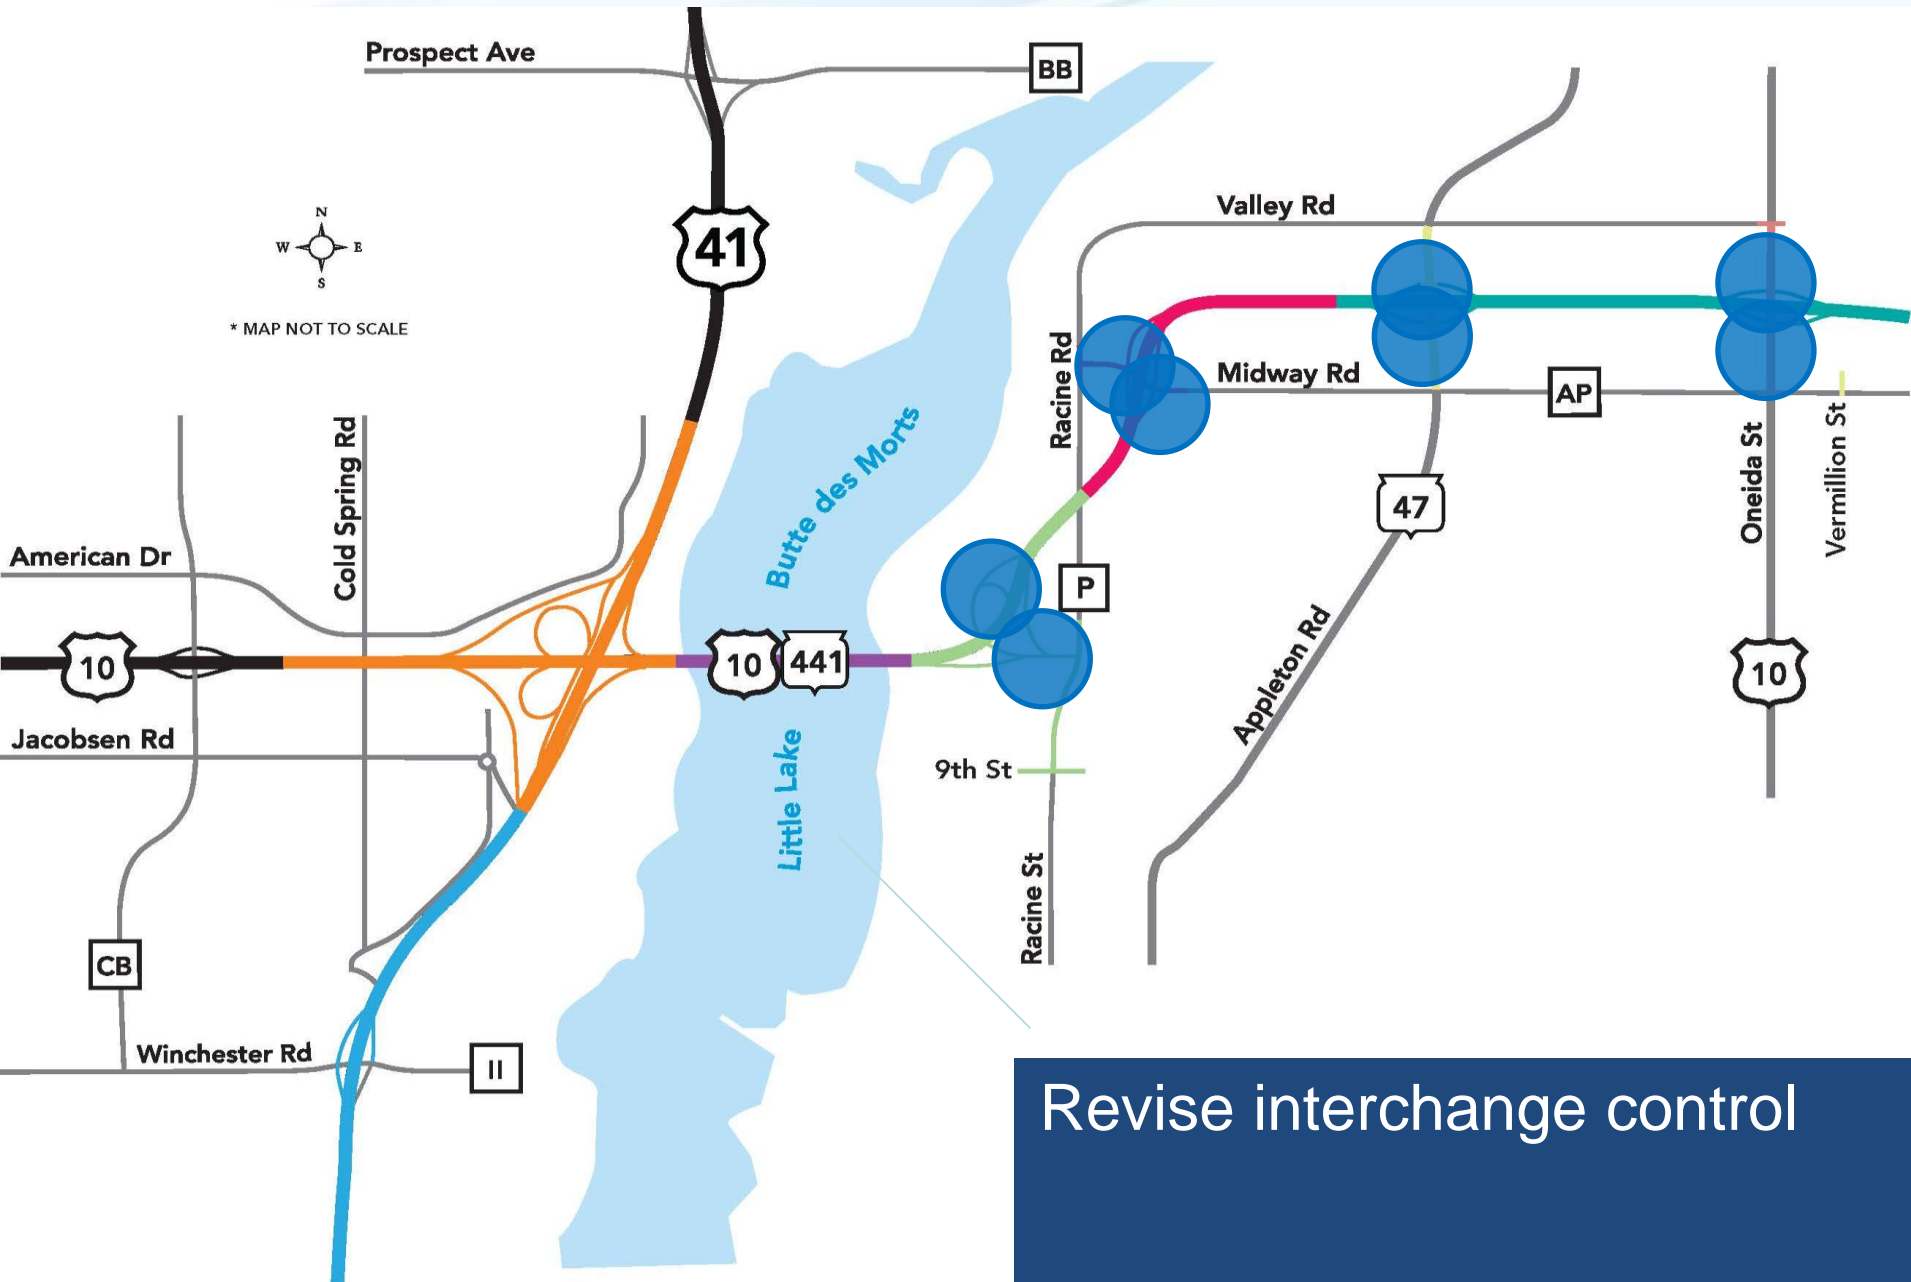 Prospect Ave
BB
N
W
E
S
41
* MAP NOT TO SCALE
Valley Rd
Racine Rd
Midway Rd
AP
Cold Spring Rd
Butte des Morts
Oneida St
Vermillion St
47
American Dr
P
10
10
441
Appleton Rd
10
Jacobsen Rd
Little Lake
9th St
Racine St
CB
Winchester Rd
II
Revise interchange control